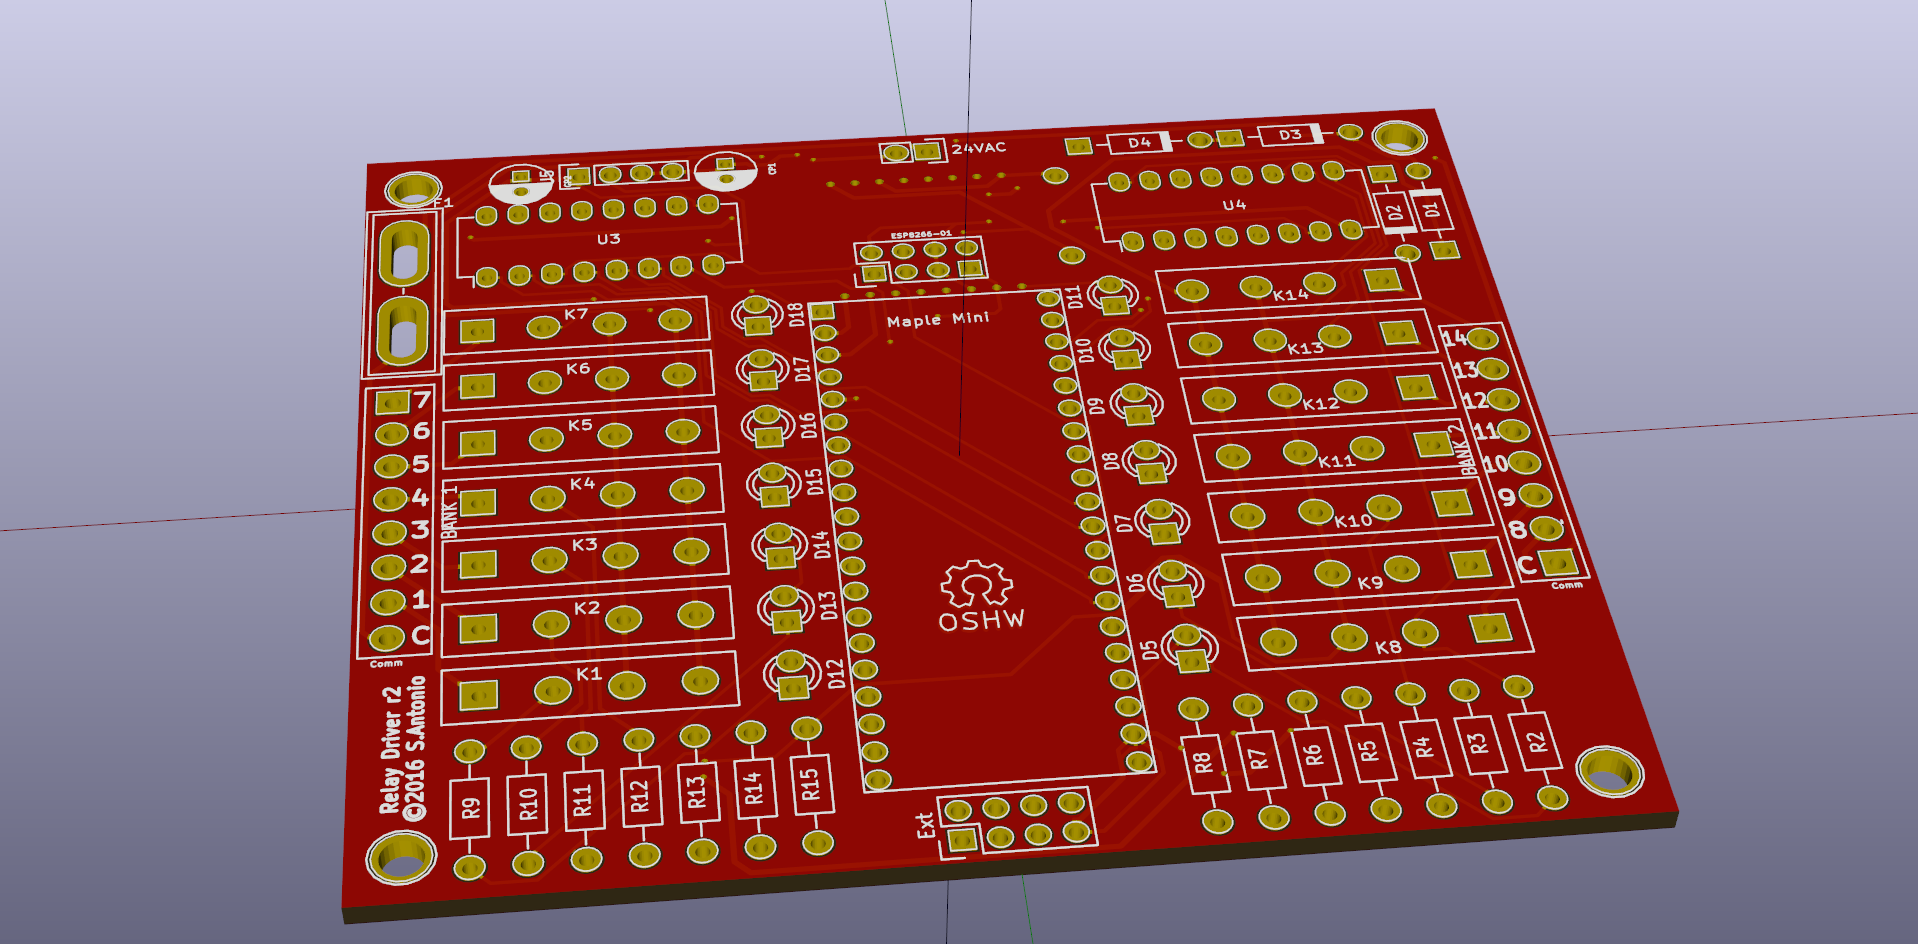 24VAC
D4
D3
U5
CP2
CP1
F1
U3
U4
D2
D1
ESP8266-01
Maple Mini
K7
K6
K5
K4
K3
K2
K1
D18
D17
D16
D15
D14
D13
D12
D11
D10
D9
D8
D7
D6
D5
K14
K13
K12
K11
K10
K9
K8
7
6
5
4
3
2
1
C
Comm
BANK 1
14
13
12
11
10
9
8
C
Comm
BANK 2
OSHW
Relay Driver r2
©2016 S.Antonio
R9
R10
R11
R12
R13
R14
R15
Ext
R8
R7
R6
R5
R4
R3
R2